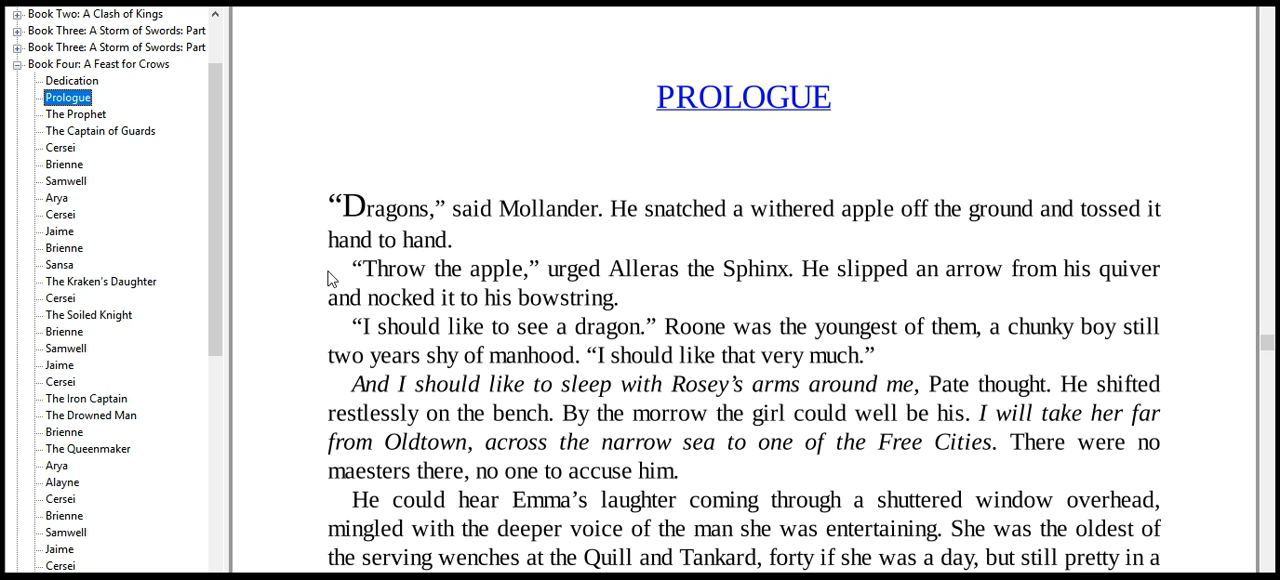 Book Two: A Clash of Kings
Book Three: A Storm of Swords: Part
Book Three: A Storm of Swords: Part
Book Four: A Feast for Crows
Dedication
Prologue
The Prophet
The Captain of Guards
Cersei
Brienne
Samwell
Arya
Cersei
Jaime
Brienne
Sansa
The Kraken's Daughter
Cersei
The Soiled Knight
Brienne
Samwell
Jaime
Cersei
The Iron Captain
The Drowned Man
Brienne
The Queenmaker
Arya
Alayne
Cersei
Brienne
Samwell
Jaime
Cersei
PROLOGUE
“Dragons,” said Mollander. He snatched a withered apple off the ground and tossed it
hand to hand.
“Throw the apple,” urged Alleras the Sphinx. He slipped an arrow from his quiver
and nocked it to his bowstring.
“I should like to see a dragon.” Roone was the youngest of them, a chunky boy still
two years shy of manhood. “I should like that very much.”
And I should like to sleep with Rosey’s arms around me, Pate thought. He shifted
restlessly on the bench. By the morrow the girl could well be his. I will take her far
from Oldtown, across the narrow sea to one of the Free Cities. There were no
maesters there, no one to accuse him.
He could hear Emma’s laughter coming through a shuttered window overhead,
mingled with the deeper voice of the man she was entertaining. She was the oldest of
the serving wenches at the Quill and Tankard, forty if she was a day, but still pretty in a